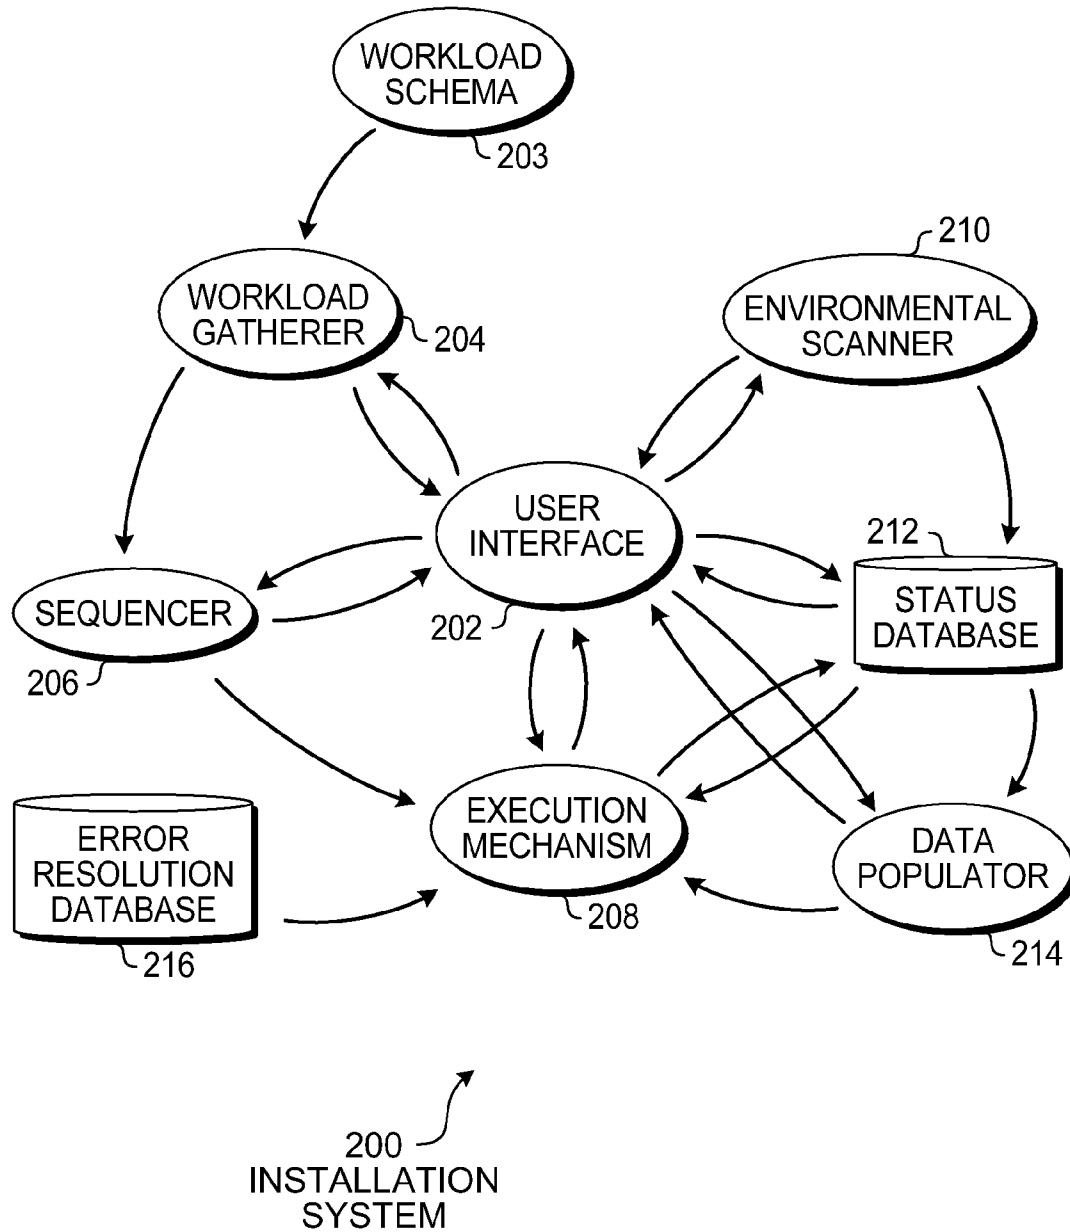 WORKLOAD
SCHEMA
203
210
WORKLOAD
GATHERER
204
ENVIRONMENTAL
SCANNER
USER
INTERFACE
202
212
STATUS
DATABASE
SEQUENCER
206
EXECUTION
MECHANISM
208
ERROR
RESOLUTION
DATABASE
216
DATA
POPULATOR
214
200
INSTALLATION
SYSTEM